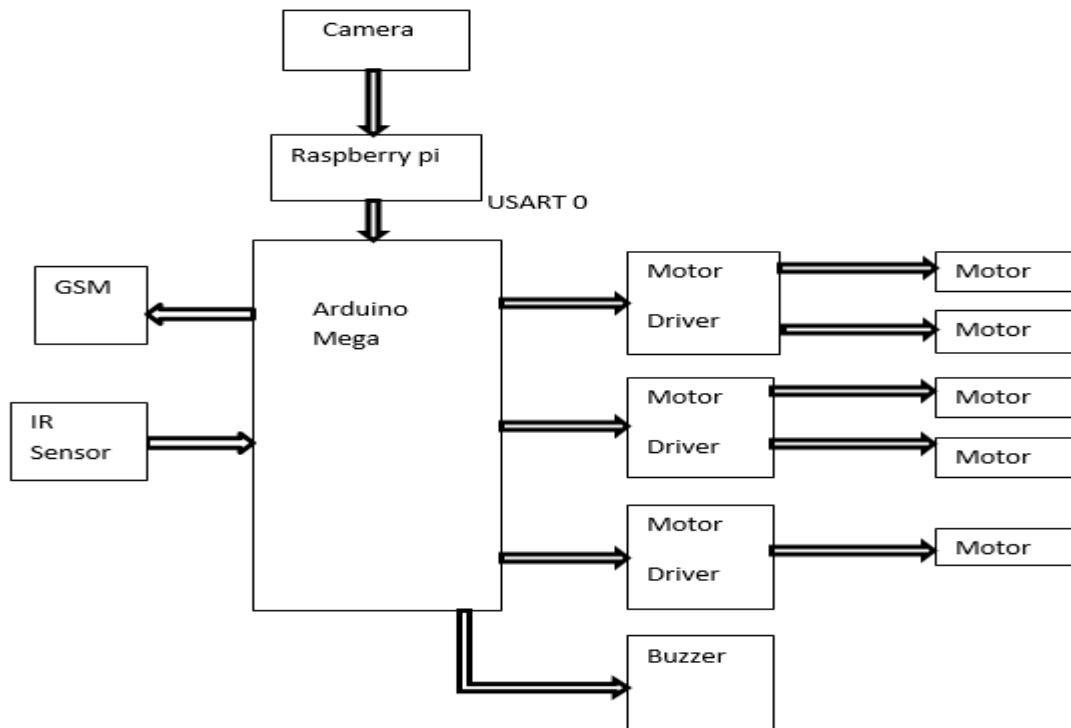 Camera
Raspberry pi
USART 0
GSM
Arduino
Mega
IR
Sensor
Motor
Driver
Motor
Motor
Motor
Driver
Motor
Motor
Motor
Driver
Motor
Buzzer